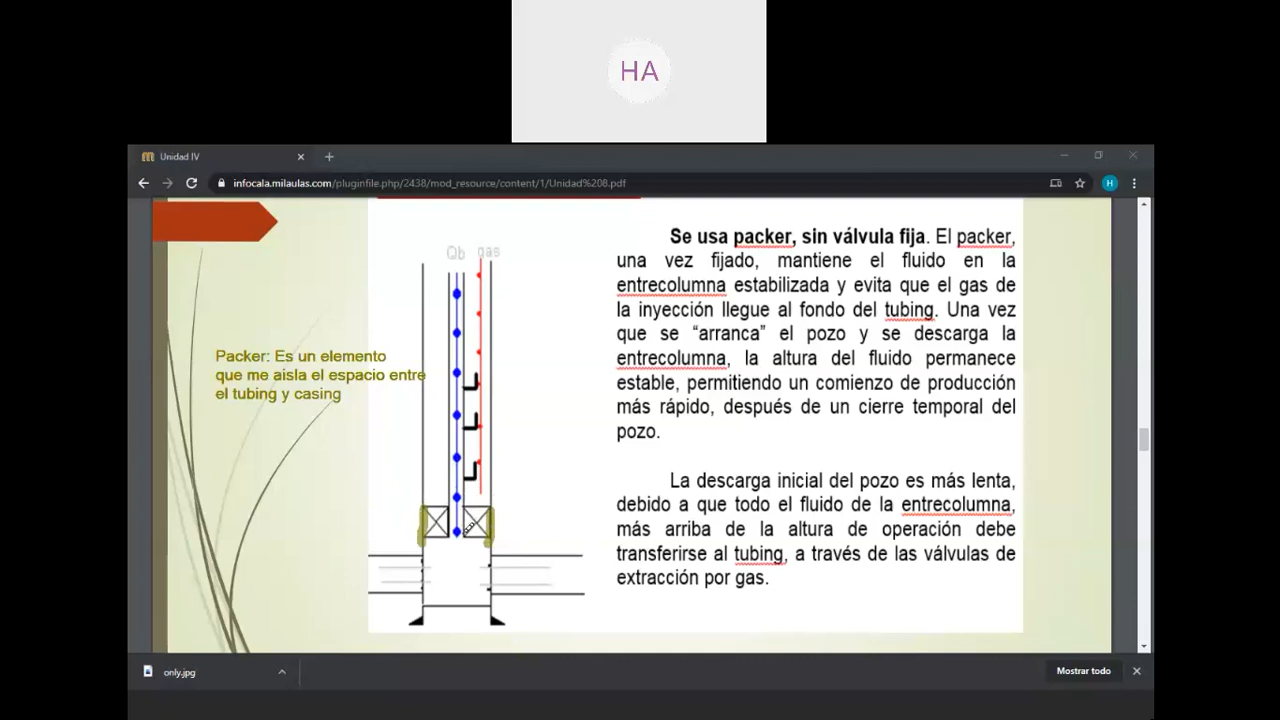 HA
Unidad IV
infocala.milaulas.com/pluginfile.php/2438/mod_resource/content/1/Unidad%208.pdf
H
Qb gas
Packer: Es un elemento
que me aisla el espacio entre
el tubing y casing
Se usa packer, sin válvula fija. El packer,
una vez fijado, mantiene el fluido en la
entrecolumna estabilizada y evita que el gas de
la inyección llegue al fondo del tubing. Una vez
que se “arranca” el pozo y se descarga la
entrecolumna, la altura del fluido permanece
estable, permitiendo un comienzo de producción
más rápido, después de un cierre temporal del
pozo.
La descarga inicial del pozo es más lenta,
debido a que todo el fluido de la entrecolumna,
más arriba de la altura de operación debe
transferirse al tubing, a través de las válvulas de
extracción por gas.
only.jpg
Mostrar todo